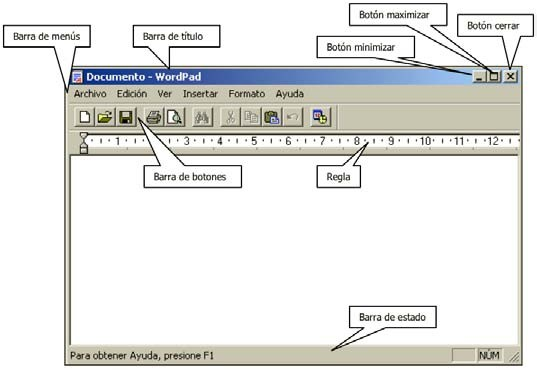 Botón maximizar
Barra de menús
Barra de título
Botón cerrar
Botón minimizar
Documento - WordPad
Archivo Edición Ver Insertar Formato Ayuda
1 3 4 5 6 7 8 9 10 11 12
Barra de botones
Regla
Barra de estado
Para obtener Ayuda, presione F1
NÚM